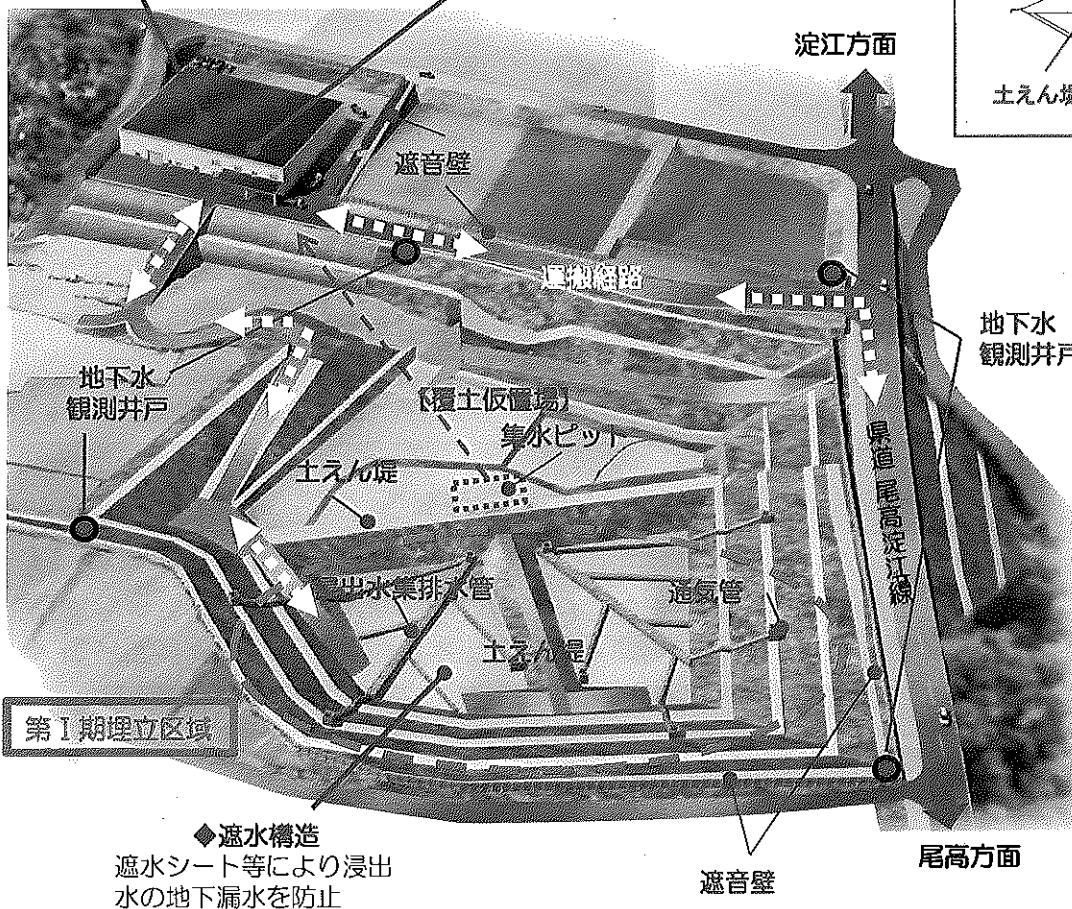 淀江方面
土えん堤
遮音壁
運搬経路
地下水
観測井戸
地下水
観測井戸
【覆土仮置場】
集水ピット
土えん堤
県道 尾高淀江線
浸出水集排水管
通気管
土えん堤
第Ⅰ期埋立区域
◆遮水構造
遮水シート等により浸出
水の地下漏水を防止
遮音壁
尾高方面